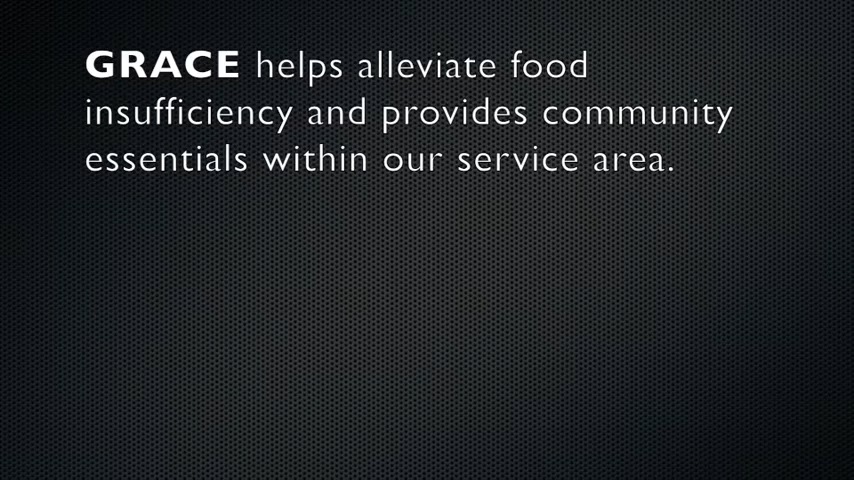 GRACE helps alleviate food
insufficiency and provides community
essentials within our service area.